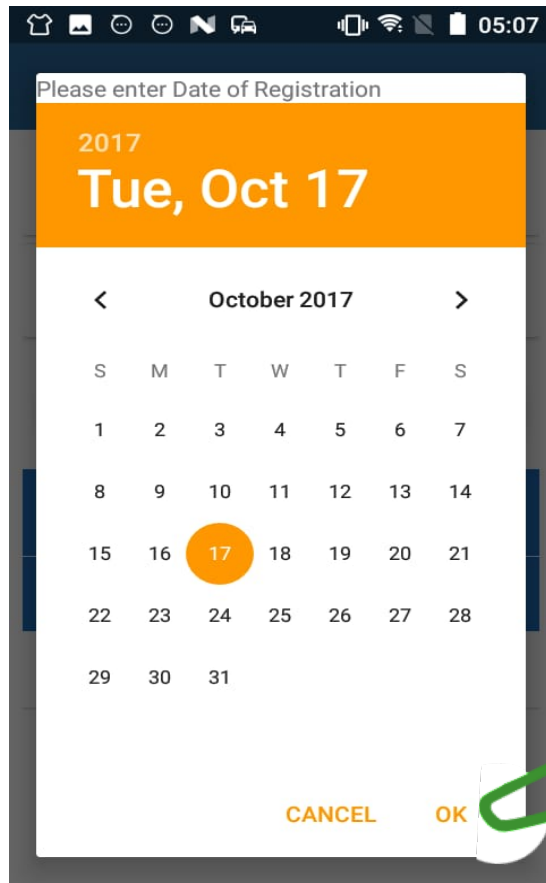 05:07
Please enter Date of Registration
2017
Tue, Oct 17
October 2017
S M T W T F S
1 2 3 4 5 6 7
8 9 10 11 12 13 14
15 16 17 18 19 20 21
22 23 24 25 26 27 28
29 30 31
CANCEL OK